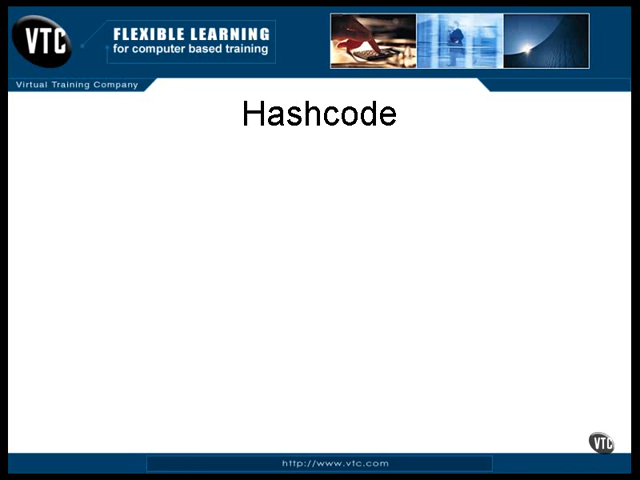 VTC
FLEXIBLE LEARNING
for computer based training
Virtual Training Company
Hashcode
VTC
http://www.vtc.com